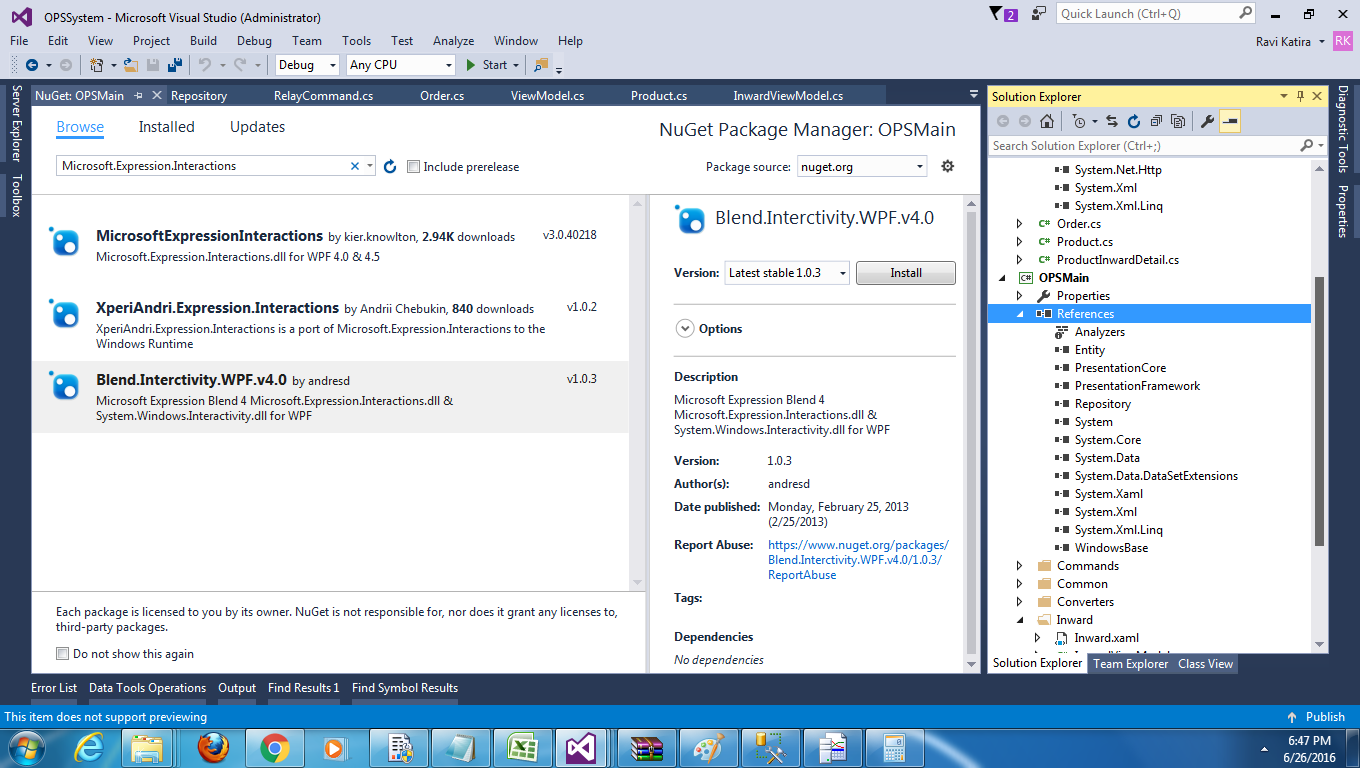 OPSSystem - Microsoft Visual Studio (Administrator)
2
Quick Launch (Ctrl+Q)
File Edit View Project Build Debug Team Tools Test Analyze Window Help
Ravi Katira
RK
Debug
Any CPU
Start
Server Explorer
Toolbox
NuGet: OPSMain
Repository
RelayCommand.cs
Order.cs
ViewModel.cs
Product.cs
InwardViewModel.cs
Browse
Installed
Updates
NuGet Package Manager: OPSMain
Microsoft.Expression.Interactions
Include prerelease
Package source:
nuget.org
MicrosoftExpressionInteractions by kier.knowlton, 2.94K downloads
v3.0.40218
Microsoft.Expression.Interactions.dll for WPF 4.0 & 4.5
XperiAndri.Expression.Interactions by Andrii Chebukin, 840 downloads
v1.0.2
XperiAndri.Expression.Interactions is a port of Microsoft.Expression.Interactions to the
Windows Runtime
Blend.Interctivity.WPF.v4.0 by andresd
v1.0.3
Microsoft Expression Blend 4 Microsoft.Expression.Interactions.dll &
System.Windows.Interactivity.dll for WPF
Each package is licensed to you by its owner. NuGet is not responsible for, nor does it grant any licenses to,
third-party packages.
Do not show this again
Blend.Interctivity.WPF.v4.0
Version:
Latest stable 1.0.3
Install
Options
Description
Microsoft Expression Blend 4
Microsoft.Expression.Interactions.dll &
System.Windows.Interactivity.dll for WPF
Version: 1.0.3
Author(s): andresd
Date published: Monday, February 25, 2013
(2/25/2013)
Report Abuse: https://www.nuget.org/packages/
Blend.Interctivity.WPF.v4.0/1.0.3/
ReportAbuse
Tags:
Dependencies
No dependencies
Solution Explorer
Search Solution Explorer (Ctrl+;)
System.Net.Http
System.Xml
System.Xml.Linq
C# Order.cs
C# Product.cs
C# ProductInwardDetail.cs
C# OPSMain
Properties
References
Analyzers
Entity
PresentationCore
PresentationFramework
Repository
System
System.Core
System.Data
System.Data.DataSetExtensions
System.Xaml
System.Xml
System.Xml.Linq
WindowsBase
Commands
Common
Converters
Inward
Inward.xaml
Solution Explorer
Team Explorer
Class View
Diagnostic Tools
Properties
Error List
Data Tools Operations
Output
Find Results 1
Find Symbol Results
This item does not support previewing
Publish
6:47 PM
6/26/2016